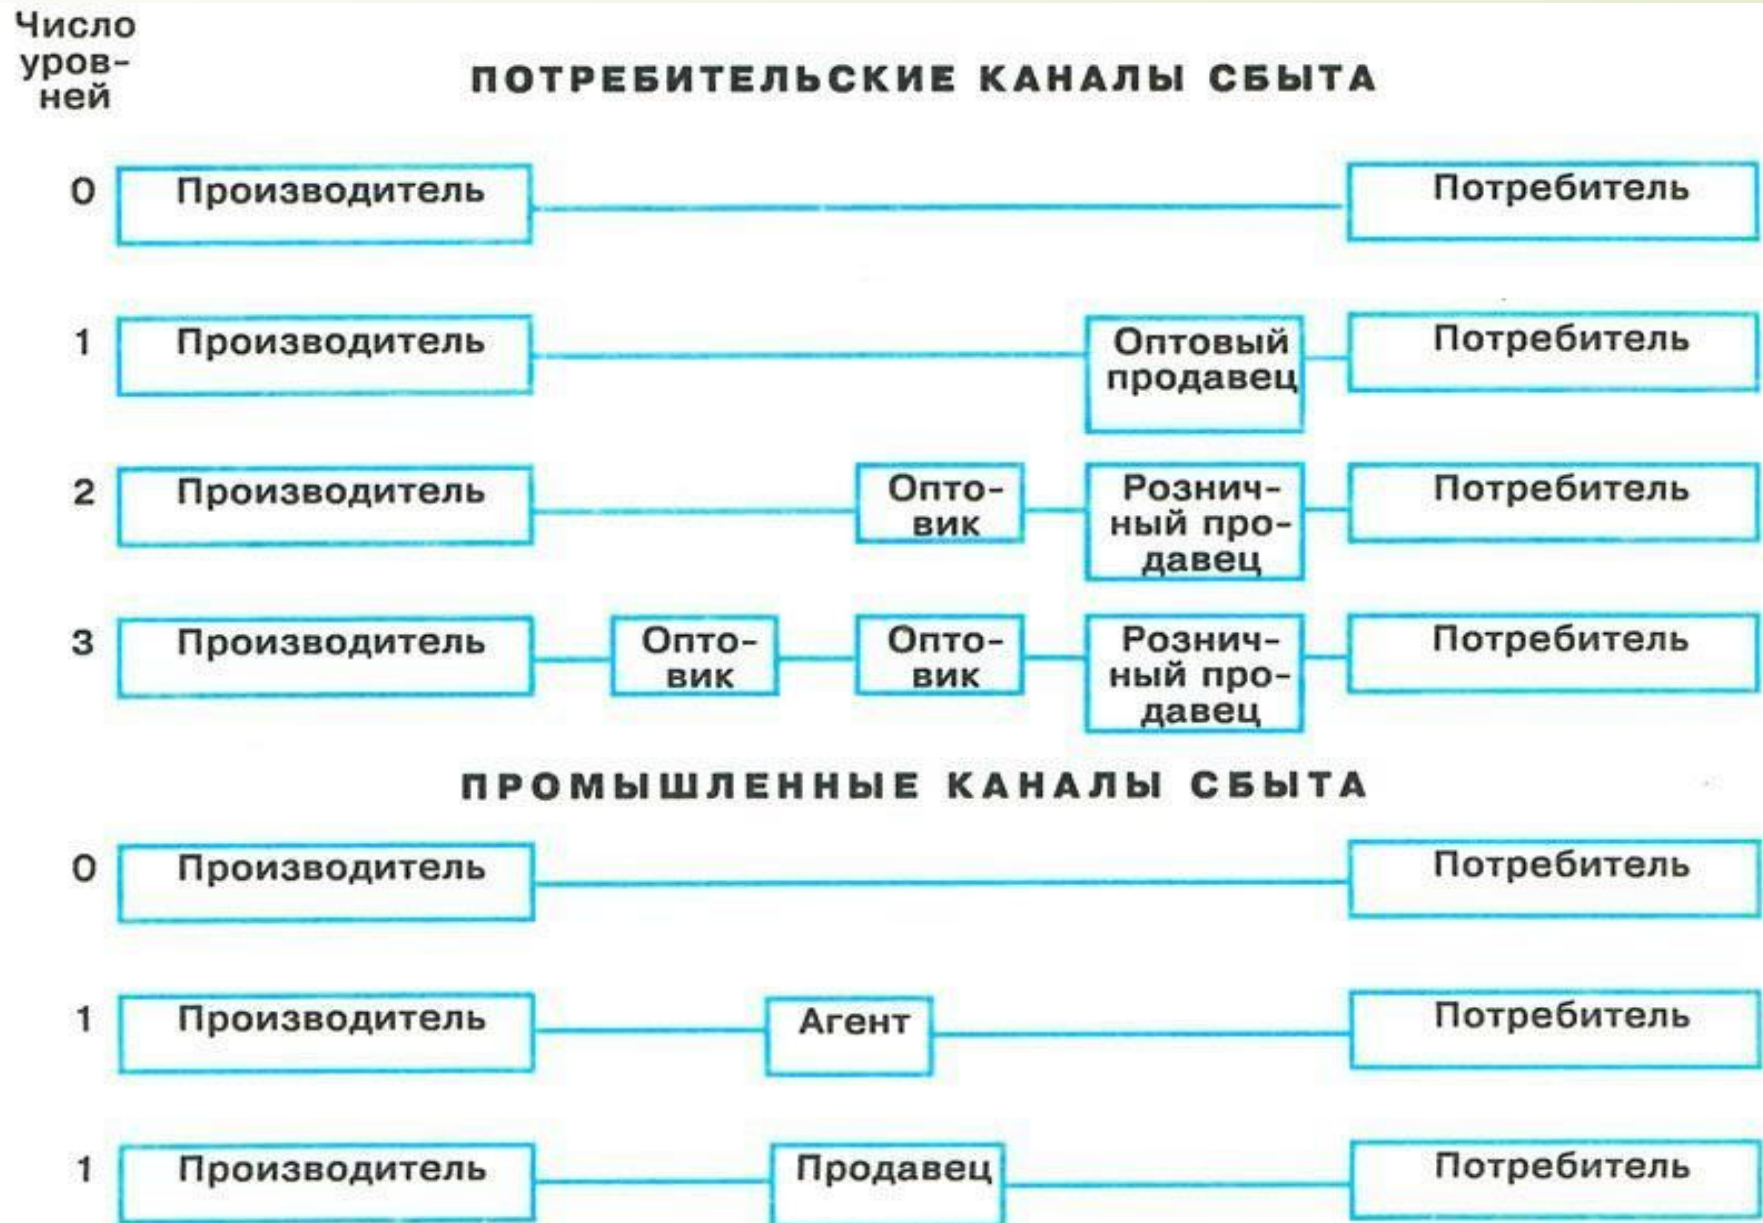 Число
уров-
ней
ПОТРЕБИТЕЛЬСКИЕ КАНАЛЫ СБЫТА
0 Производитель Потребитель
1 Производитель Оптовый продавец Потребитель
2 Производитель Опто- Рознич- Потребитель
вик ный про-
давец
3 Производитель Опто- Опто- Рознич- Потребитель
вик вик ный про-
давец
ПРОМЫШЛЕННЫЕ КАНАЛЫ СБЫТА
0 Производитель Потребитель
1 Производитель Агент Потребитель
1 Производитель Продавец Потребитель